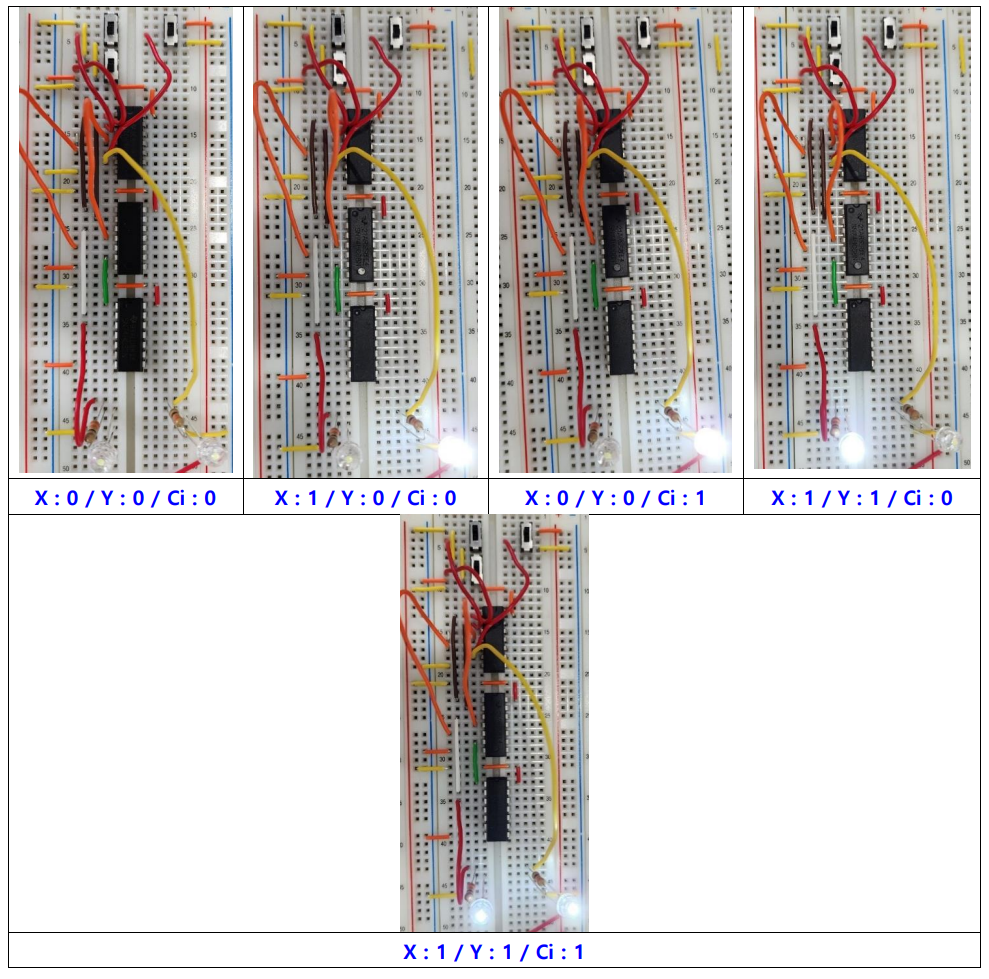 X : 0 / Y : 0 / Ci : 0
X : 1 / Y : 0 / Ci : 0
X : 0 / Y : 0 / Ci : 1
X : 1 / Y : 1 / Ci : 0
X : 1 / Y : 1 / Ci : 1